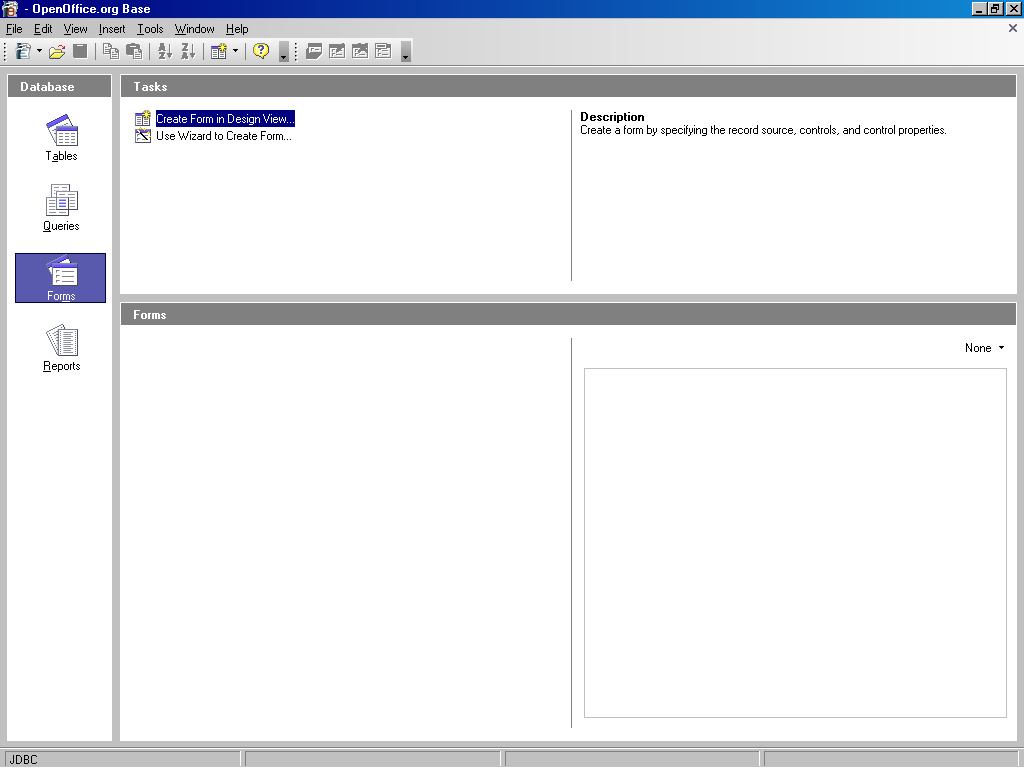 - OpenOffice.org Base
File Edit View Insert Tools Window Help
Database
Tasks
Tables
Queries
Forms
Reports
Create Form in Design View...
Use Wizard to Create Form...
Description
Create a form by specifying the record source, controls, and control properties.
Forms
None
JDBC